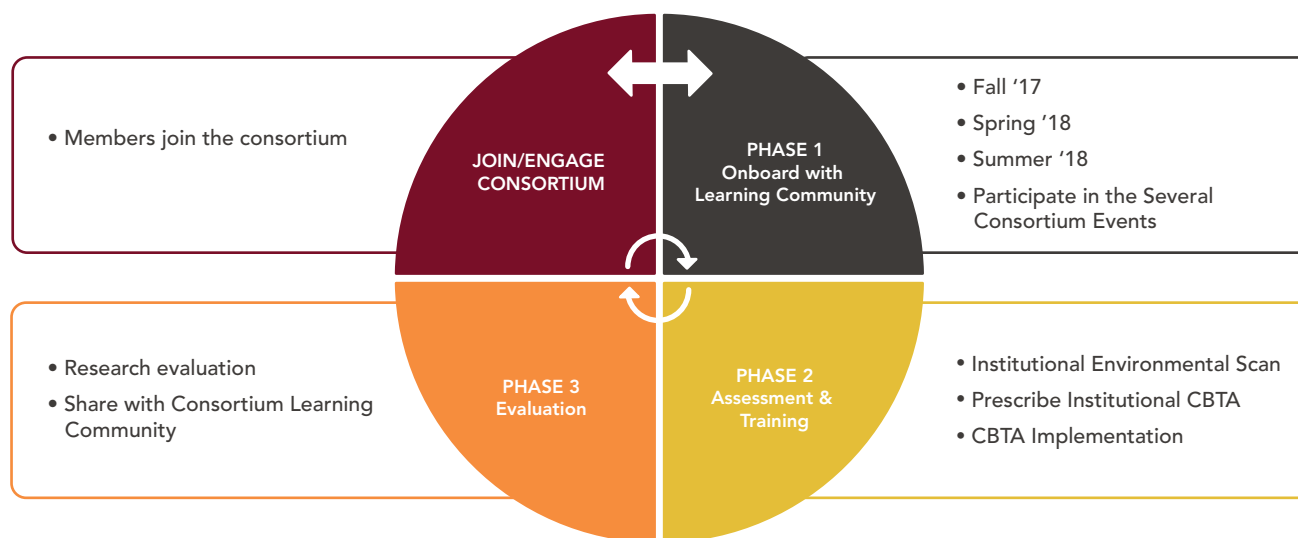 • Members join the consortium
JOIN/ENGAGE
CONSORTIUM
PHASE 1
Onboard with
Learning Community
• Fall ‘17
• Spring ‘18
• Summer ‘18
• Participate in the Several
Consortium Events
• Research evaluation
• Share with Consortium Learning
Community
PHASE 3
Evaluation
PHASE 2
Assessment &
Training
• Institutional Environmental Scan
• Prescribe Institutional CBTA
• CBTA Implementation